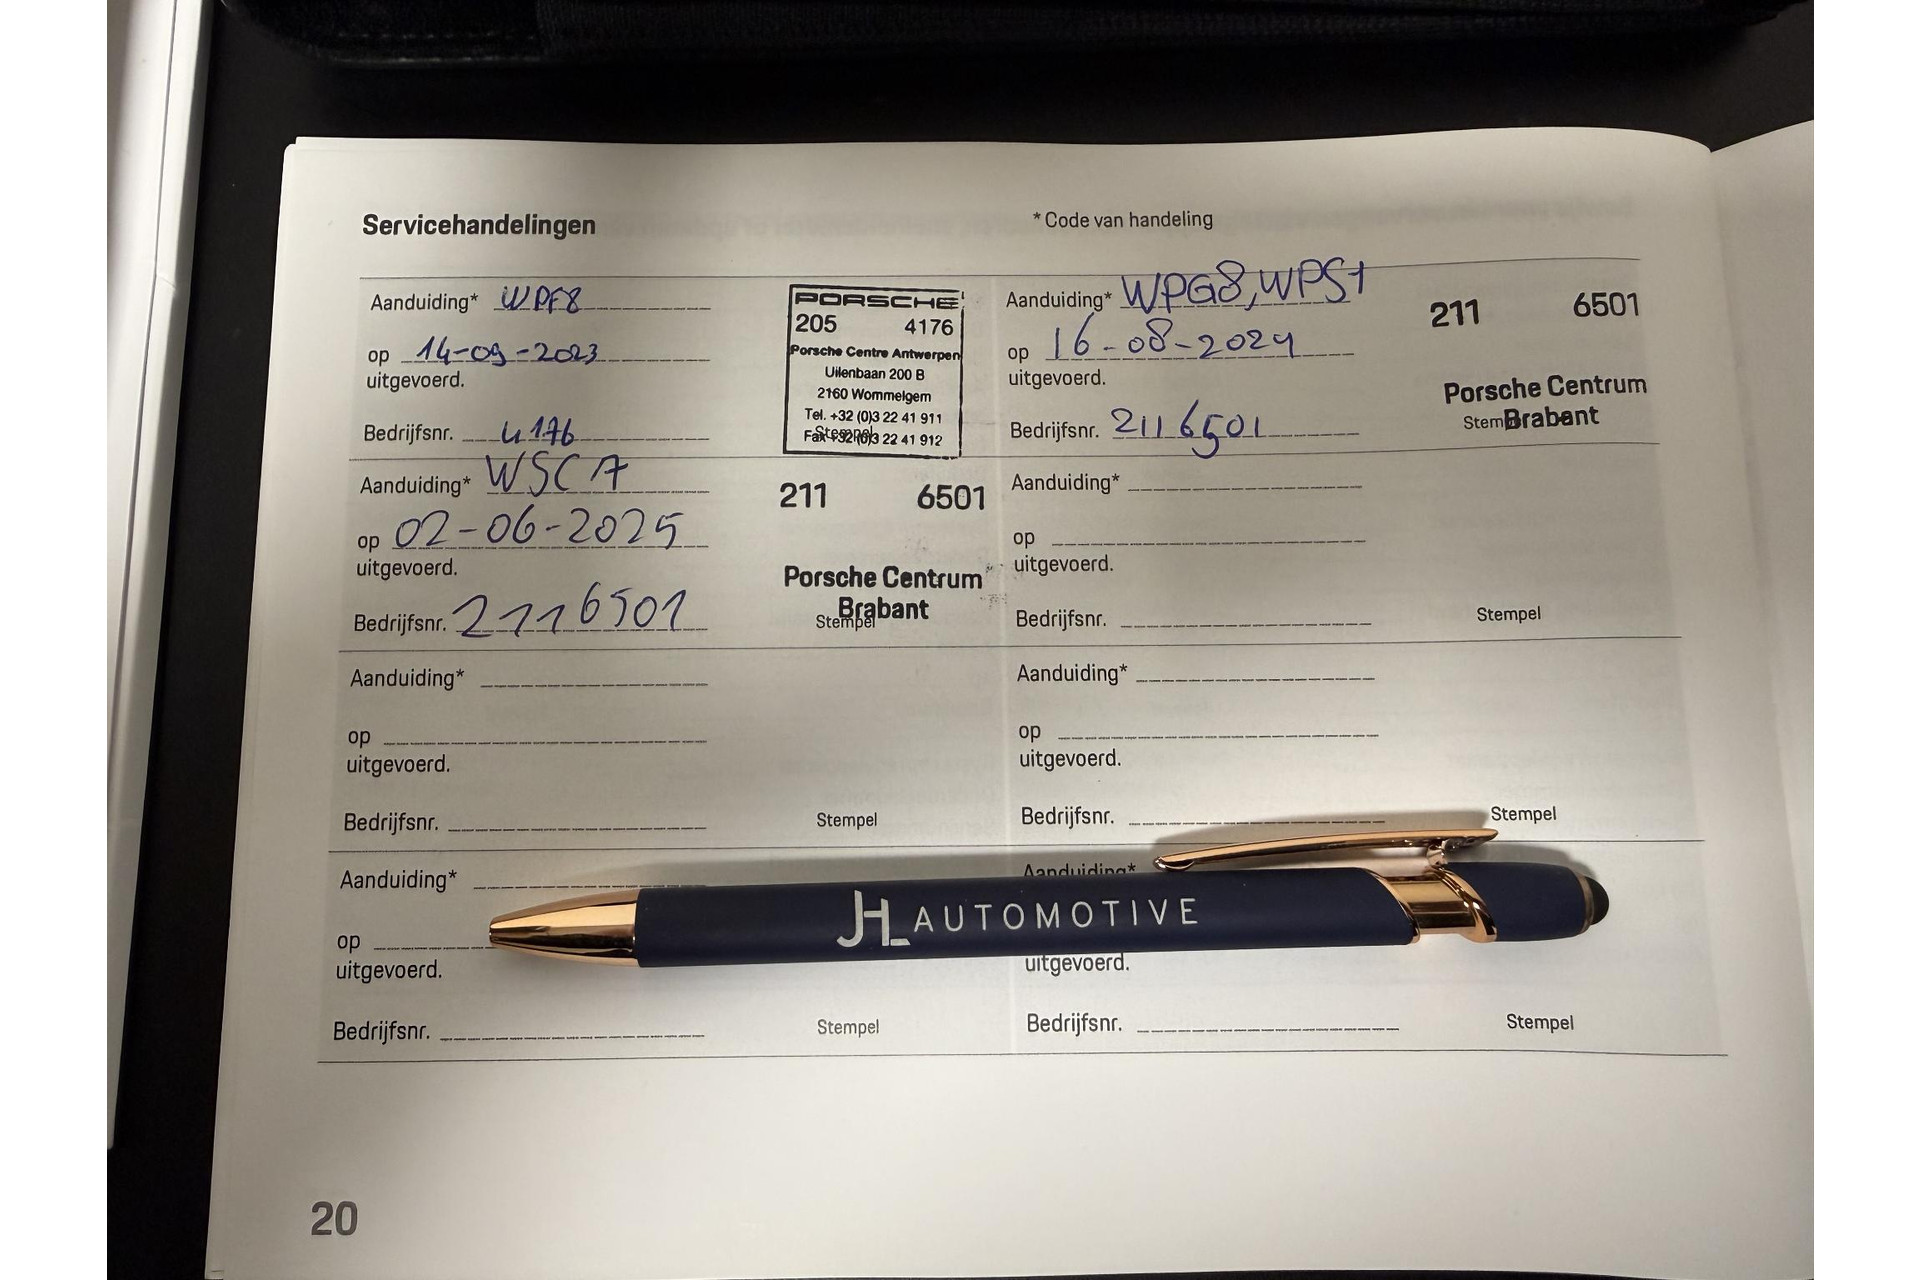 Servicehandelingen
* Code van handeling
Aanduiding* WPF8
op 14-09-2023
uitgevoerd.
Bedrijfsnr. 4176
PORSCHE
205 4176
Porsche Centre Antwerpen
Uilenbaan 200 B
2160 Wommelgem
Tel. +32 (0)3 22 41 911
Fax +32 (0)3 22 41 912
Stempel
Aanduiding* WPG8, WPS1
op 16-08-2024
uitgevoerd.
Bedrijfsnr. 2116501
211 6501
Porsche Centrum
Brabant
Stempel
Aanduiding* WSCA
op 02-06-2025
uitgevoerd.
Bedrijfsnr. 2116501
211 6501
Porsche Centrum
Brabant
Stempel
Aanduiding*
op
uitgevoerd.
Bedrijfsnr. Stempel
Aanduiding*
op
uitgevoerd.
Bedrijfsnr. Stempel
Aanduiding*
op
uitgevoerd.
Bedrijfsnr. Stempel
Aanduiding*
op
uitgevoerd.
Bedrijfsnr. Stempel
Aanduiding*
JHL AUTOMOTIVE
uitgevoerd.
Bedrijfsnr. Stempel
20